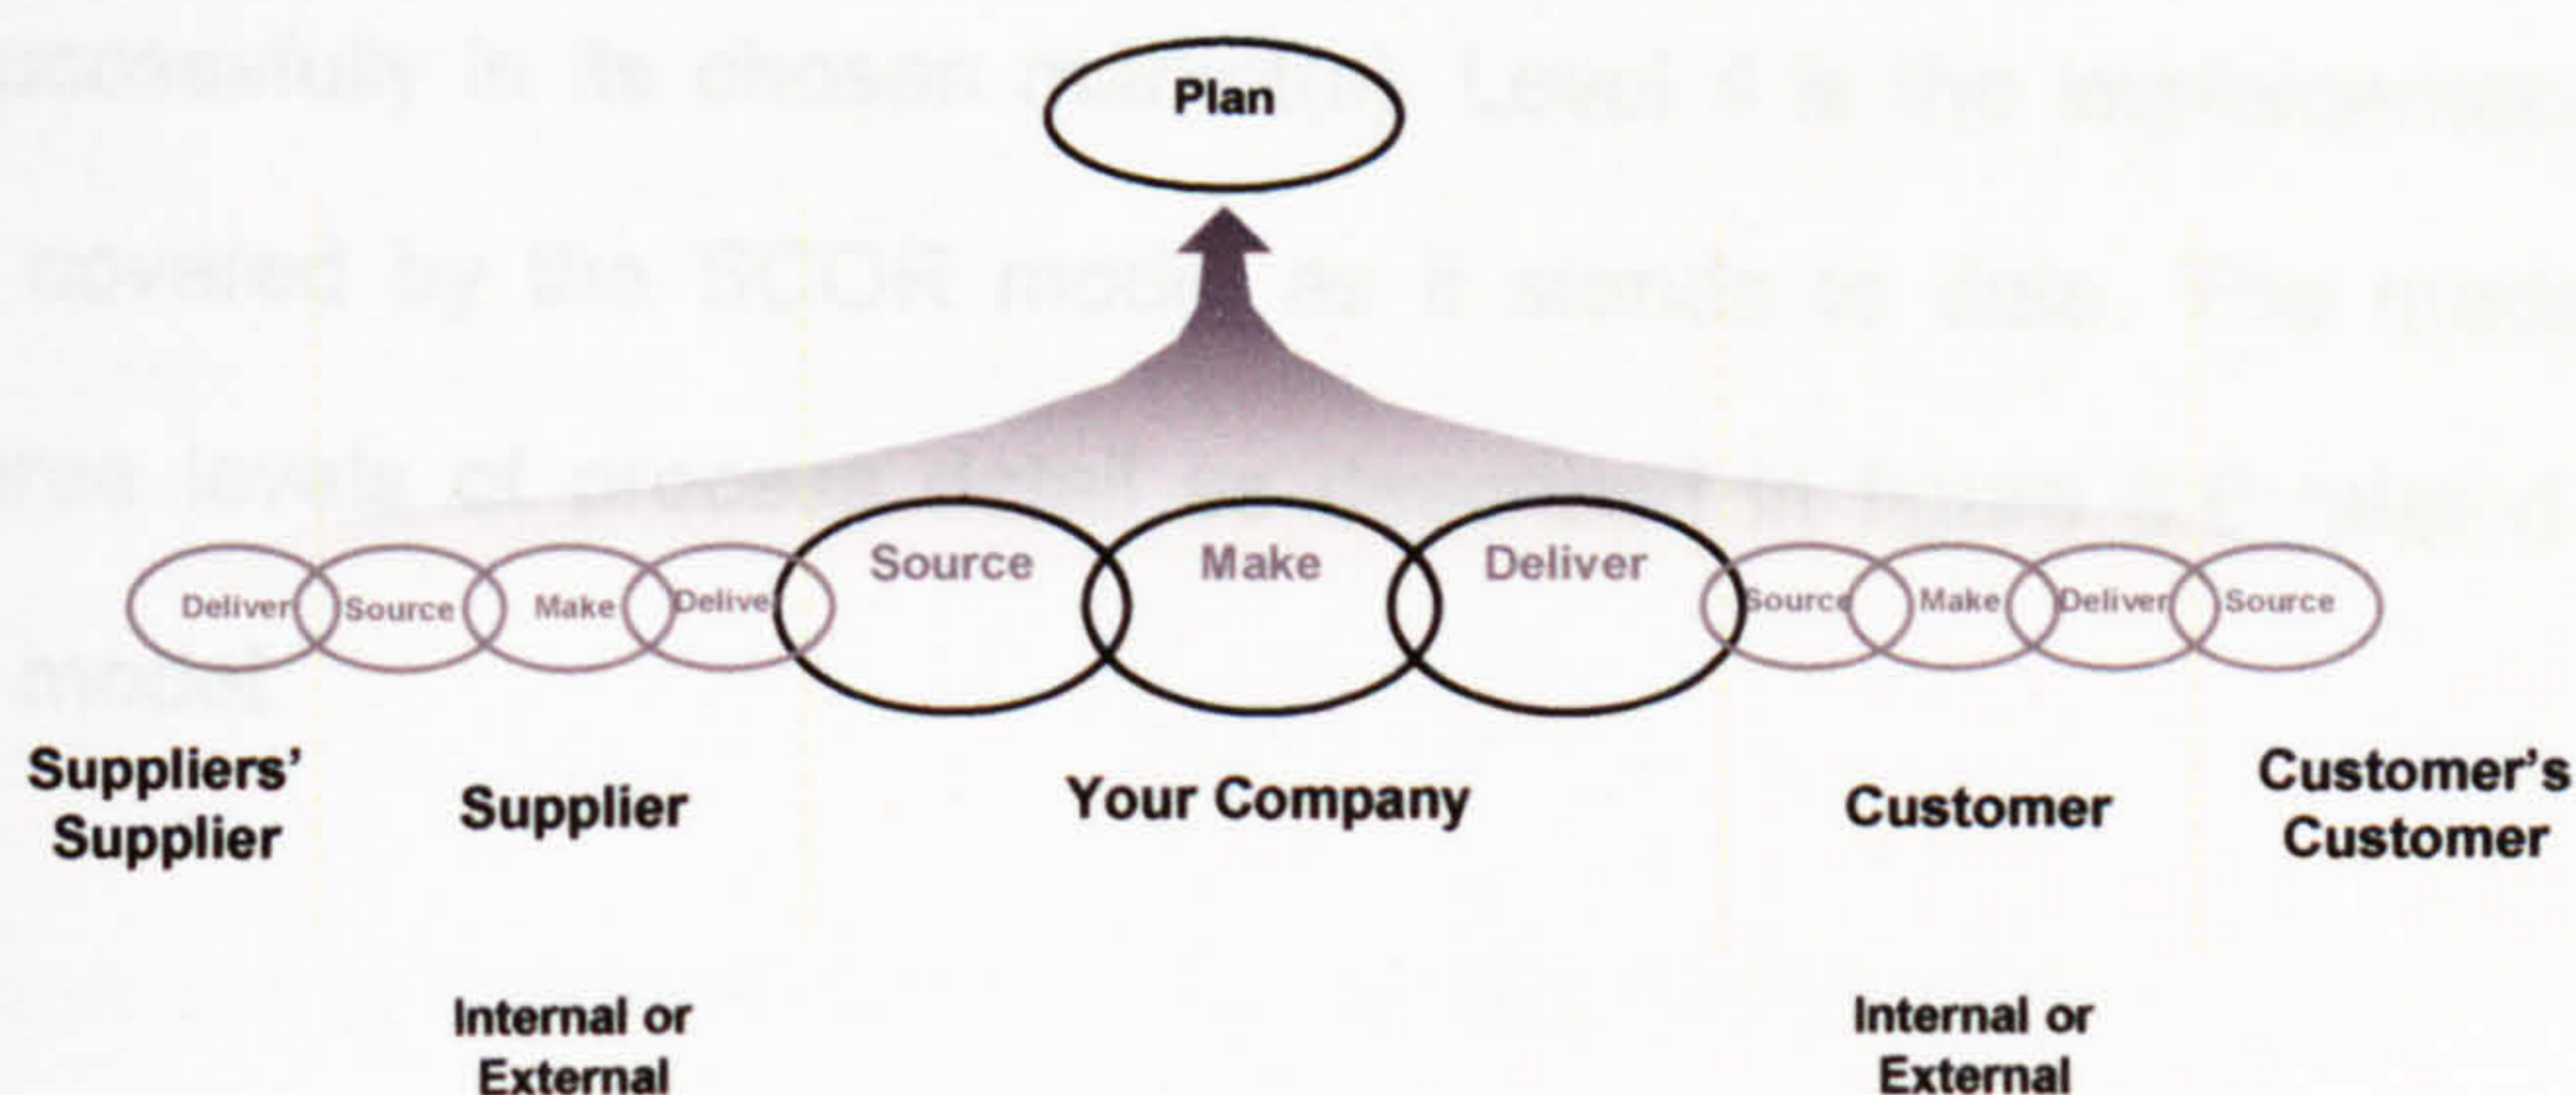 Plan
Source Make Deliver
Deliver Source Make Delive Source Make Deliver Source
Suppliers’
Supplier
Supplier
Your Company
Customer
Customer’s
Customer
Internal or
External
Internal or
External